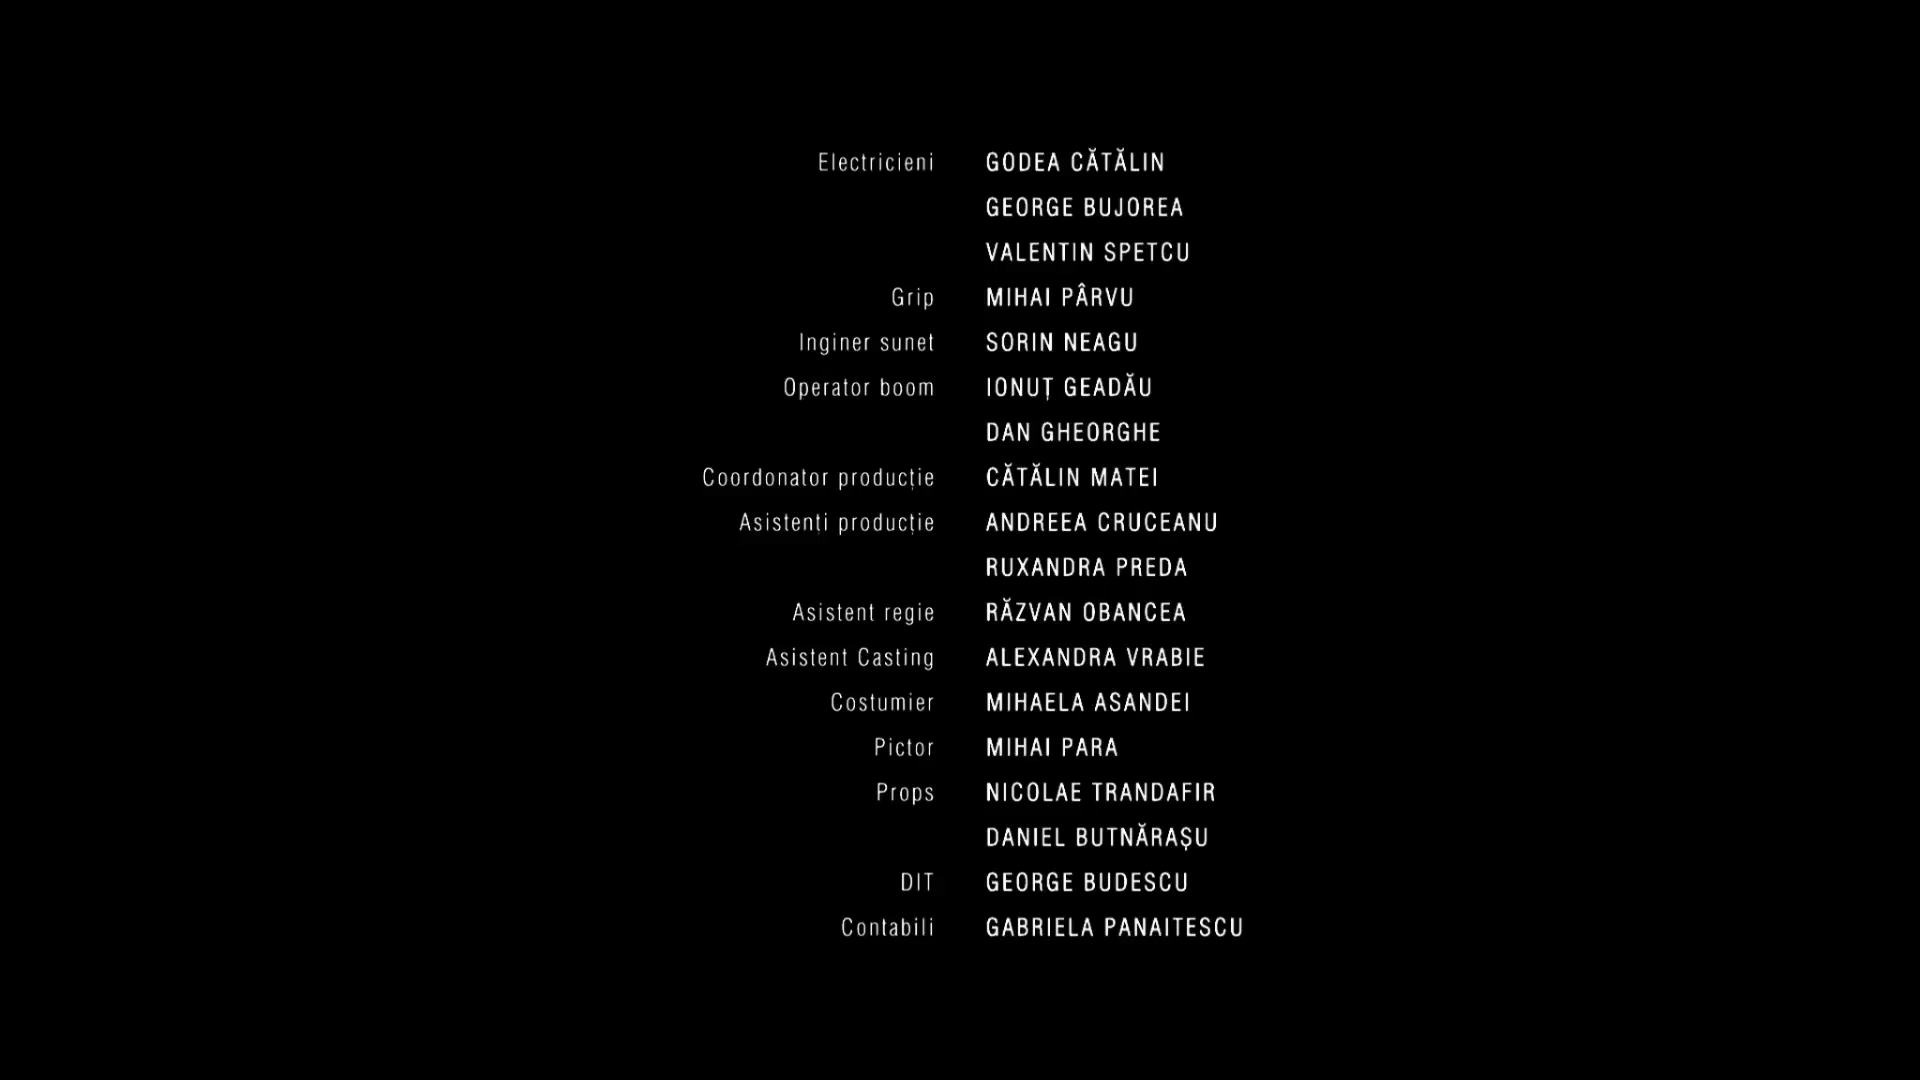 Electricieni GODEA CĂTĂLIN
GEORGE BUJOREA
VALENTIN SPETCU
Grip MIHAI PÂRVU
Inginer sunet SORIN NEAGU
Operator boom IONUȚ GEADĂU
DAN GHEORGHE
Coordonator producție CĂTĂLIN MATEI
Asistenți producție ANDREEA CRUCEANU
RUXANDRA PREDA
Asistent regie RĂZVAN OBANCEA
Asistent Casting ALEXANDRA VRABIE
Costumier MIHAELA ASANDEI
Pictor MIHAI PARA
Props NICOLAE TRANDAFIR
DANIEL BUTNĂRAȘU
DIT GEORGE BUDESCU
Contabili GABRIELA PANAITESCU